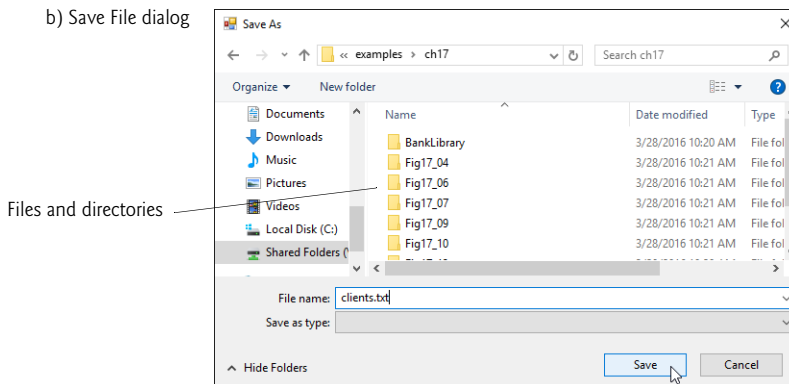 b) Save File dialog
Save As
« examples > ch17
Search ch17
Organize
New folder
Documents
Downloads
Music
Pictures
Videos
Local Disk (C:)
Shared Folders (
Name
Date modified
Type
BankLibrary
3/28/2016 10:20 AM
File fol
Fig17_04
3/28/2016 10:21 AM
File fol
Fig17_06
3/28/2016 10:21 AM
File fol
Fig17_07
3/28/2016 10:21 AM
File fol
Fig17_09
3/28/2016 10:21 AM
File fol
Fig17_10
3/28/2016 10:21 AM
File fol
Files and directories
File name: clients.txt
Save as type:
Hide Folders
Save
Cancel